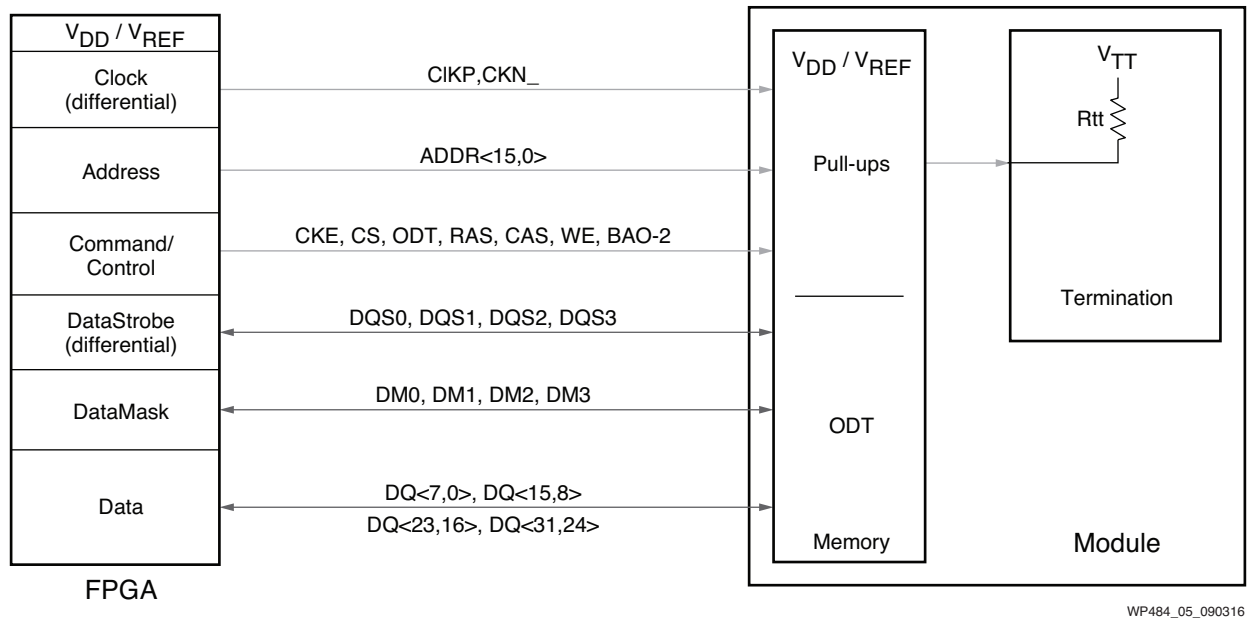 VDD / VREF
Clock
(differential)
Address
Command/
Control
DataStrobe
(differential)
DataMask
Data
FPGA
ClKP,CKN_
ADDR<15,0>
CKE, CS, ODT, RAS, CAS, WE, BAO-2
DQS0, DQS1, DQS2, DQS3
DM0, DM1, DM2, DM3
DQ<7,0>, DQ<15,8>
DQ<23,16>, DQ<31,24>
VDD / VREF
Pull-ups
ODT
Memory
VTT
Rtt
Termination
Module
WP484_05_090316